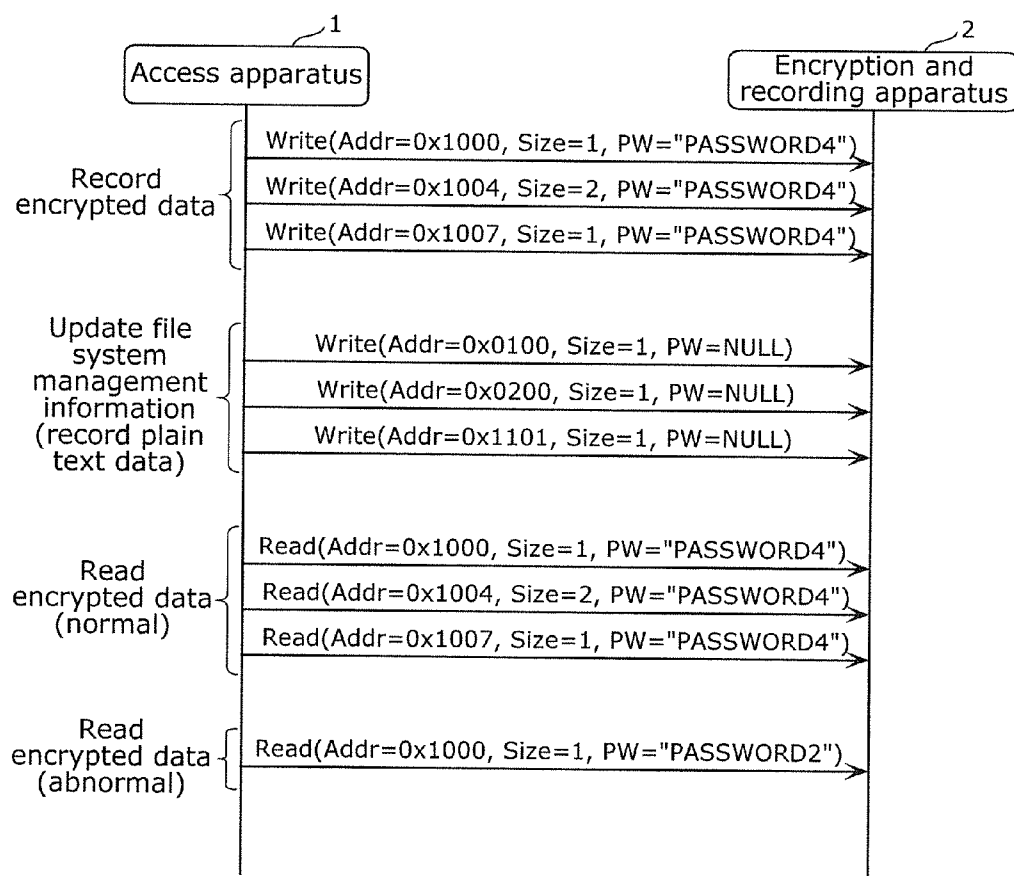 1
2
Access apparatus
Encryption and
recording apparatus
Record
encrypted data
Write(Addr=0x1000, Size=1, PW="PASSWORD4")
Write(Addr=0x1004, Size=2, PW="PASSWORD4")
Write(Addr=0x1007, Size=1, PW="PASSWORD4")
Update file
system
management
information
(record plain
text data)
Write(Addr=0x0100, Size=1, PW=NULL)
Write(Addr=0x0200, Size=1, PW=NULL)
Write(Addr=0x1101, Size=1, PW=NULL)
Read
encrypted data
(normal)
Read(Addr=0x1000, Size=1, PW="PASSWORD4")
Read(Addr=0x1004, Size=2, PW="PASSWORD4")
Read(Addr=0x1007, Size=1, PW="PASSWORD4")
Read
encrypted data
(abnormal)
Read(Addr=0x1000, Size=1, PW="PASSWORD2")